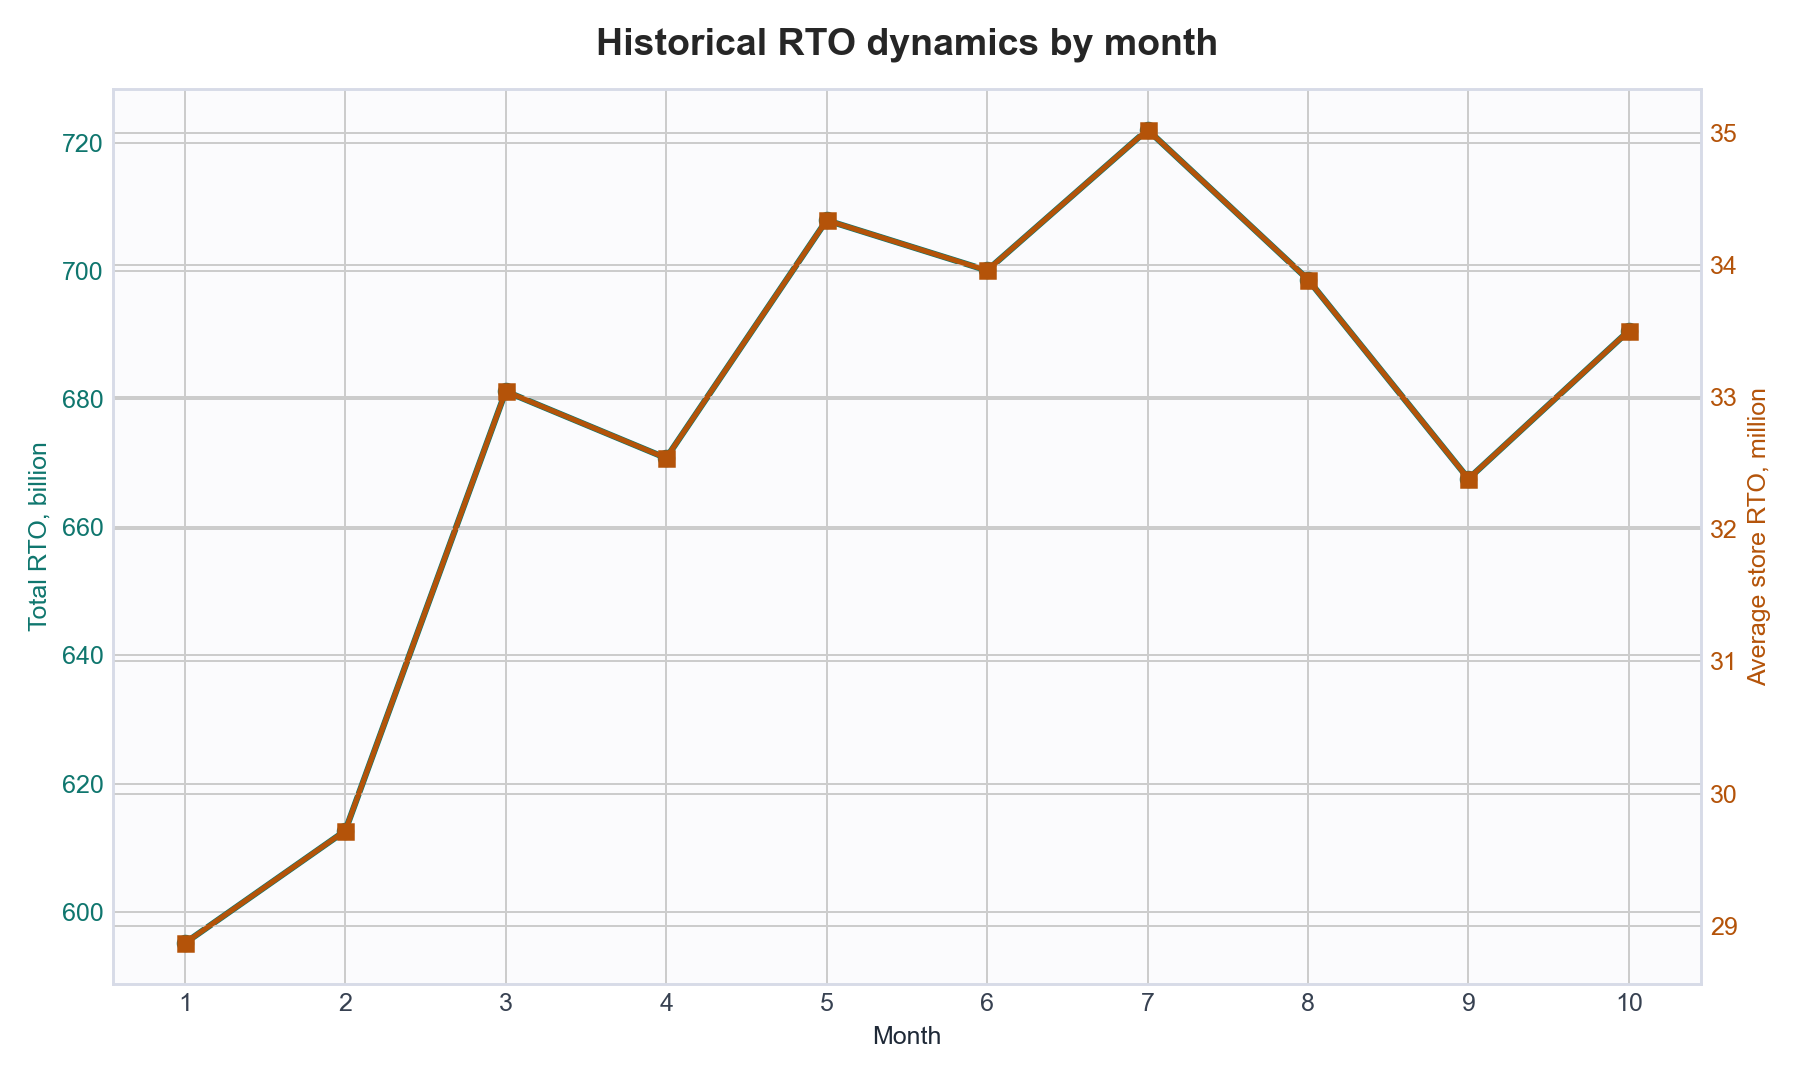 Historical RTO dynamics by month
Total RTO, billion
720
700
680
660
640
620
600
35
34
33
32
31
30
29
Average store RTO, million
1 2 3 4 5 6 7 8 9 10
Month